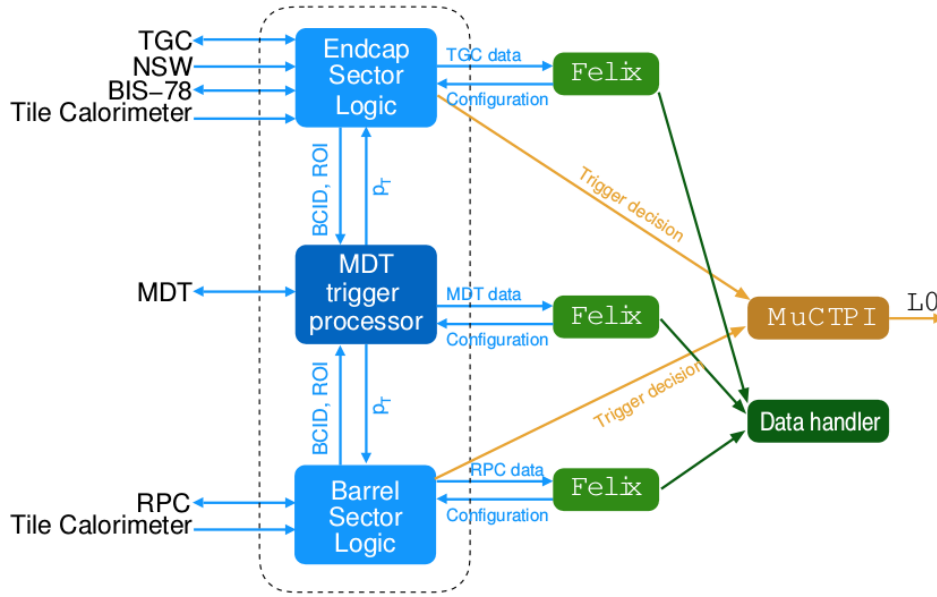 TGC
NSW
BIS–78
Tile Calorimeter
Endcap
Sector
Logic
TGC data
Configuration
Felix
BCID, ROI
pT
Trigger decision
MDT
MDT
trigger
processor
MDT data
Configuration
Felix
MuCTPI
L0
BCID, ROI
pT
Trigger decision
Data handler
RPC
Tile Calorimeter
Barrel
Sector
Logic
RPC data
Configuration
Felix